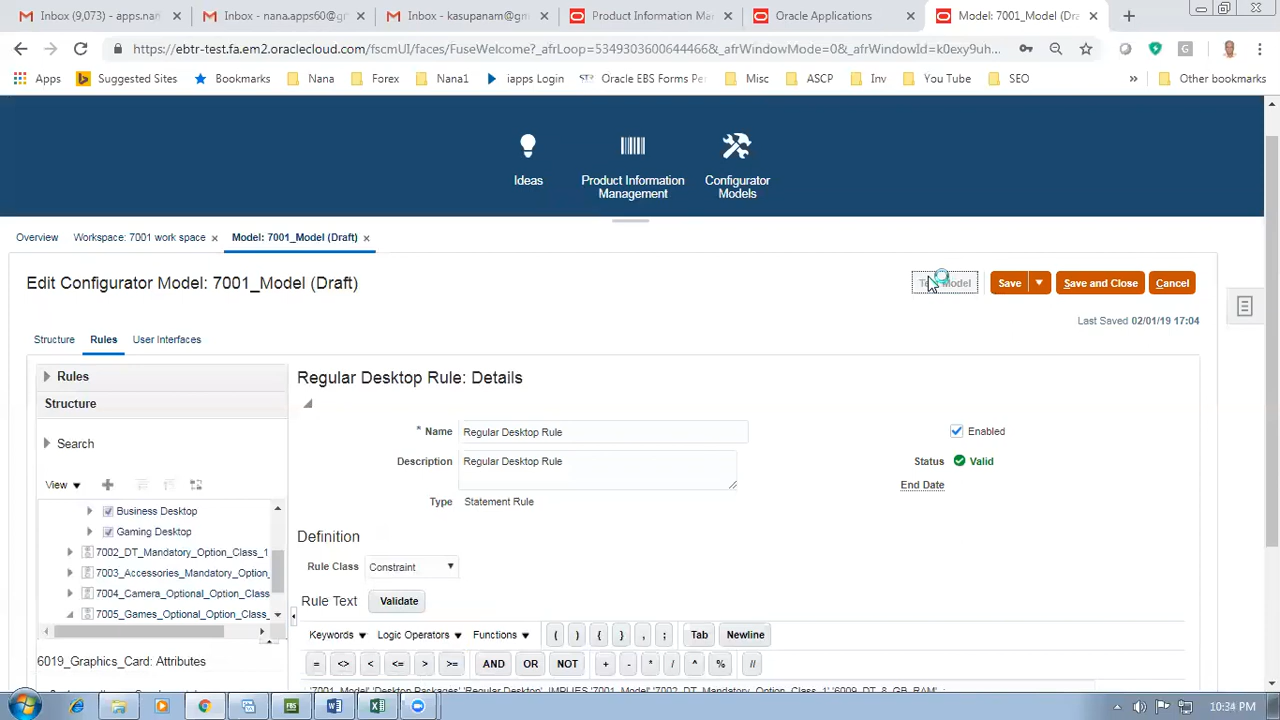 Inbox (9,073) - apps.nam
Inbox - nana.apps00@gm
Inbox - kasupanam@gm
Product Information Ma
Oracle Applications
Model: 7001_Model (Dra
https://ebtr-test.fa.em2.oraclecloud.com/fscmUI/faces/FuseWelcome?_afrLoop=53493036006444466&_afrWindowMode=0&_afrWindowId=k0exy9uh...
Apps
Suggested Sites
Bookmarks
Nana
Forex
Nana1
iapps Login
Oracle EBS Forms Pe
Misc
ASCP
Inv
You Tube
SEO
»
Other bookmarks
Ideas
Product Information
Management
Configurator
Models
Overview
Workspace: 7001 work space
Model: 7001_Model (Draft)
Edit Configurator Model: 7001_Model (Draft)
Model
Save
Save and Close
Cancel
Last Saved 02/01/19 17:04
Structure
Rules
User Interfaces
Rules
Structure
Search
View
Business Desktop
Gaming Desktop
7002_DT_Mandatory_Option_Class_1
7003_Accessories_Mandatory_Option_
7004_Camera_Optional_Option_Class
7005_Games_Optional_Option_Class_
6019_Graphics_Card: Attributes
Regular Desktop Rule: Details
* Name Regular Desktop Rule
Enabled
Description Regular Desktop Rule
Status Valid
End Date
Type Statement Rule
Definition
Rule Class Constraint
Rule Text Validate
Keywords Logic Operators Functions ( ) { } , ; Tab Newline
= <> < <= > >= AND OR NOT + - * / ^ % //
'7001_Model'.'Desktop Packages'.'Regular Desktop' IMPLIES '7001_Model'.'7002_DT_Mandatory_Option_Class_1'.'6009_DT_8_GB_RAM' ;
10:34 PM